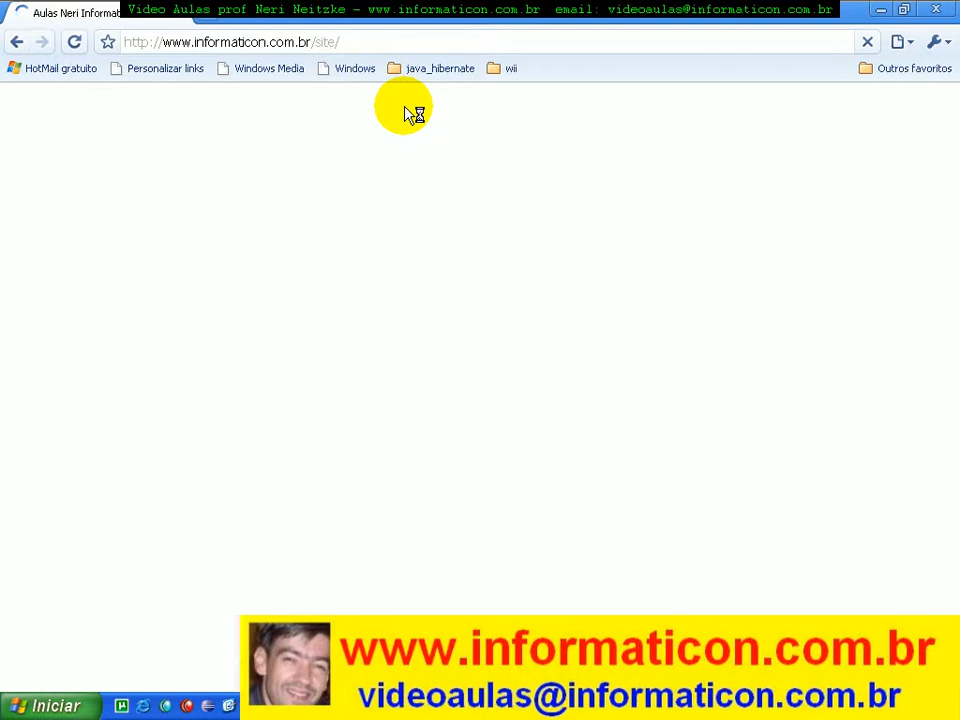 Aulas Neri Informat
Video Aulas prof Neri Neitzke – www.informaticon.com.br email: videoaulas@informaticon.com.br
http://www.informaticon.com.br/site/
HotMail gratuito Personalizar links Windows Media Windows java_hibernate wii Outros favoritos
www.informaticon.com.br
videoaulas@informaticon.com.br
Iniciar